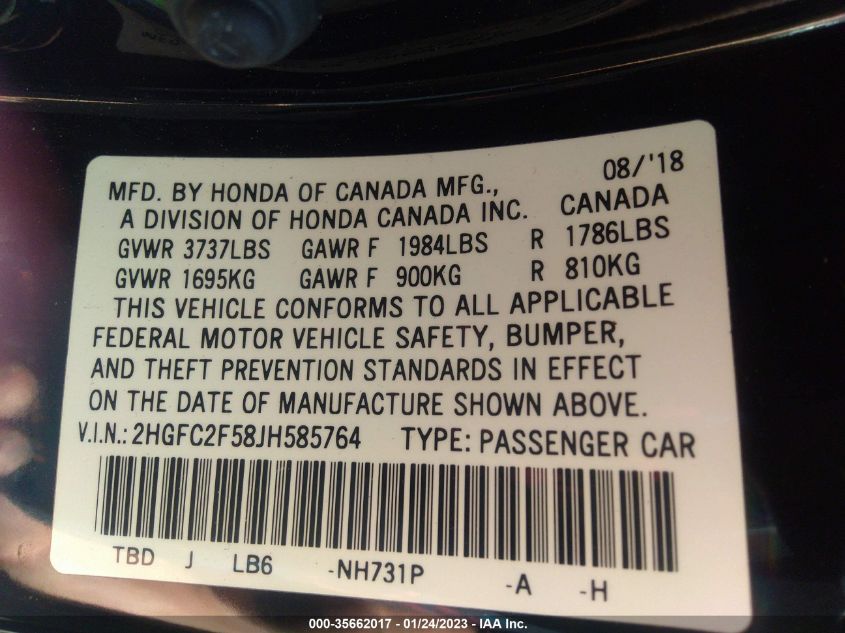 08/'18
MFD. BY HONDA OF CANADA MFG.,
A DIVISION OF HONDA CANADA INC. CANADA
GVWR 3737LBS GAWR F 1984LBS R 1786LBS
GVWR 1695KG GAWR F 900KG R 810KG
THIS VEHICLE CONFORMS TO ALL APPLICABLE
FEDERAL MOTOR VEHICLE SAFETY, BUMPER,
AND THEFT PREVENTION STANDARDS IN EFFECT
ON THE DATE OF MANUFACTURE SHOWN ABOVE.
V.I.N.: 2HGFC2F58JH585764 TYPE: PASSENGER CAR
TBD J LB6 -NH731P -A -H
000-35662017 - 01/24/2023 - IAA Inc.